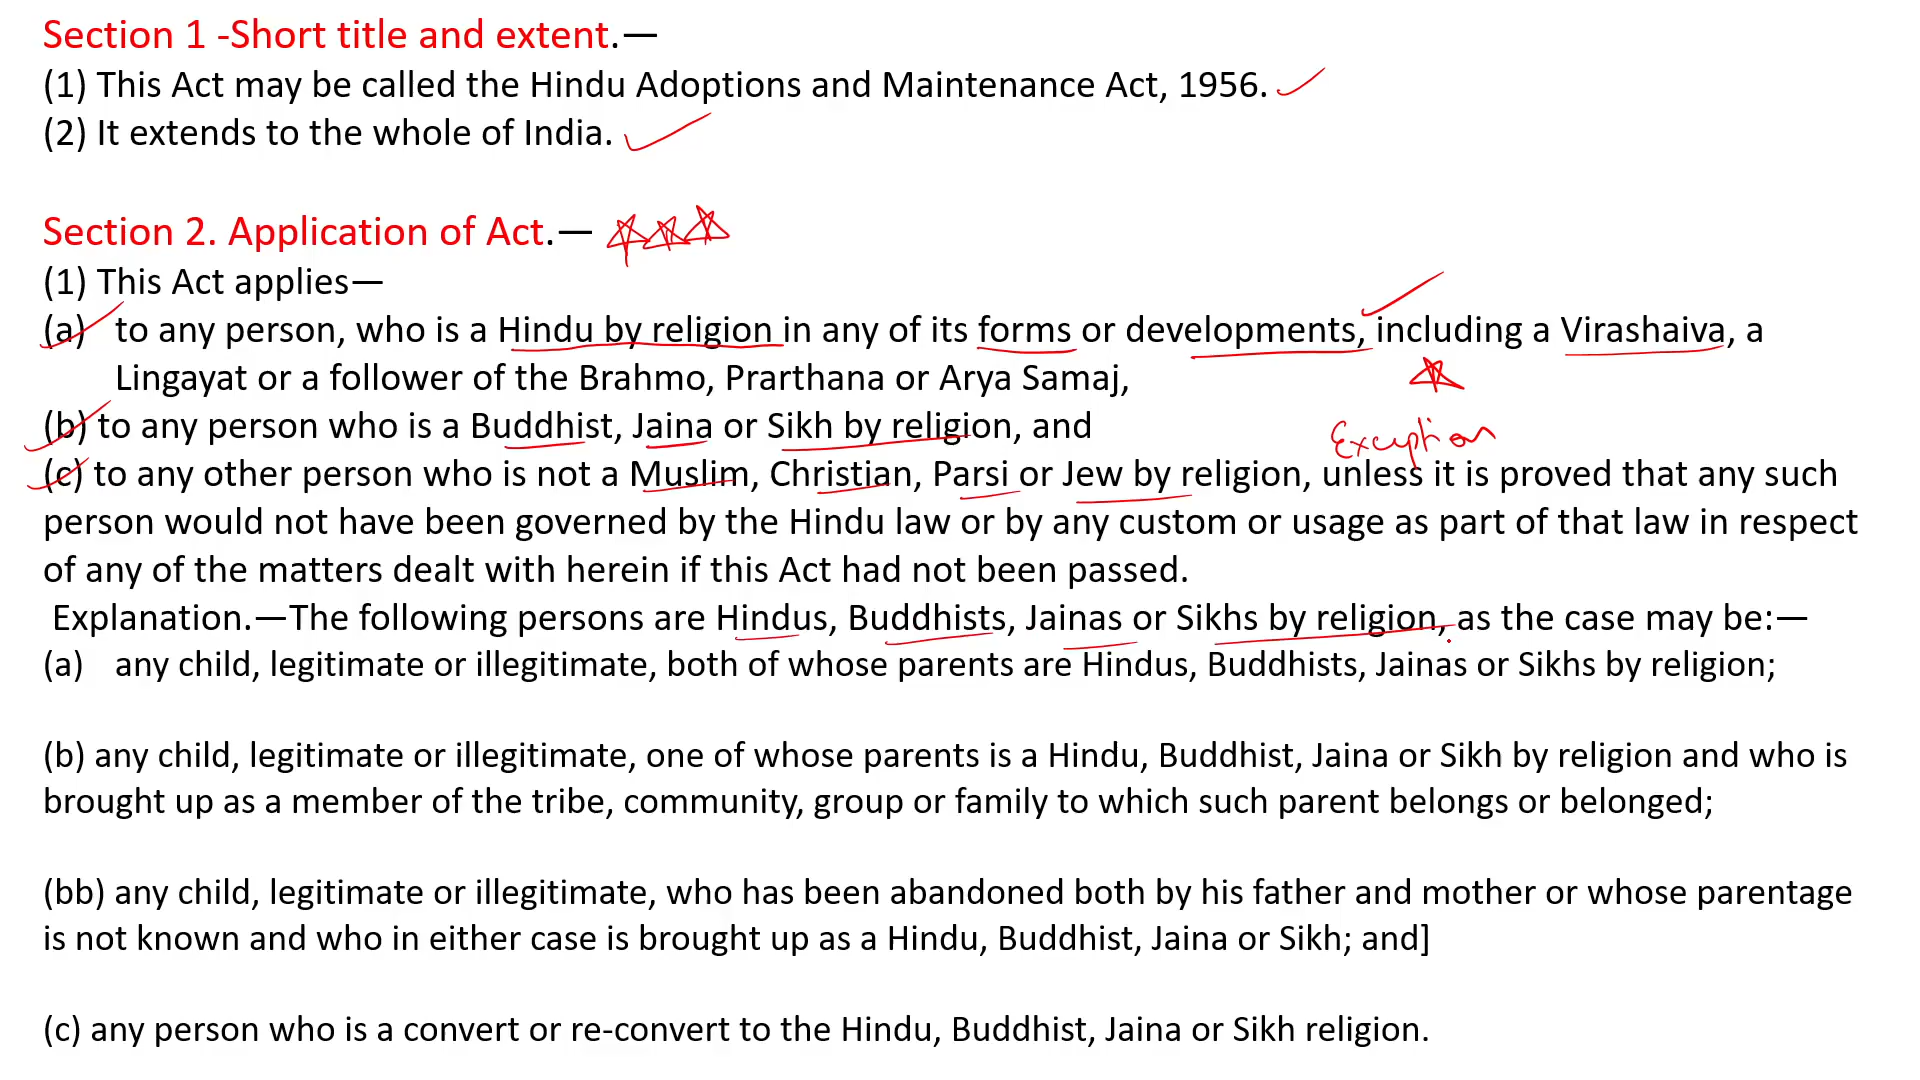 Section 1 -Short title and extent.—
(1) This Act may be called the Hindu Adoptions and Maintenance Act, 1956.
(2) It extends to the whole of India.
Section 2. Application of Act.—
(1) This Act applies—
(a) to any person, who is a Hindu by religion in any of its forms or developments, including a Virashaiva, a
Lingayat or a follower of the Brahmo, Prarthana or Arya Samaj,
(b) to any person who is a Buddhist, Jaina or Sikh by religion, and
Exception
(c) to any other person who is not a Muslim, Christian, Parsi or Jew by religion, unless it is proved that any such
person would not have been governed by the Hindu law or by any custom or usage as part of that law in respect
of any of the matters dealt with herein if this Act had not been passed.
Explanation.—The following persons are Hindus, Buddhists, Jainas or Sikhs by religion, as the case may be:—
(a) any child, legitimate or illegitimate, both of whose parents are Hindus, Buddhists, Jainas or Sikhs by religion;
(b) any child, legitimate or illegitimate, one of whose parents is a Hindu, Buddhist, Jaina or Sikh by religion and who is
brought up as a member of the tribe, community, group or family to which such parent belongs or belonged;
(bb) any child, legitimate or illegitimate, who has been abandoned both by his father and mother or whose parentage
is not known and who in either case is brought up as a Hindu, Buddhist, Jaina or Sikh; and]
(c) any person who is a convert or re-convert to the Hindu, Buddhist, Jaina or Sikh religion.